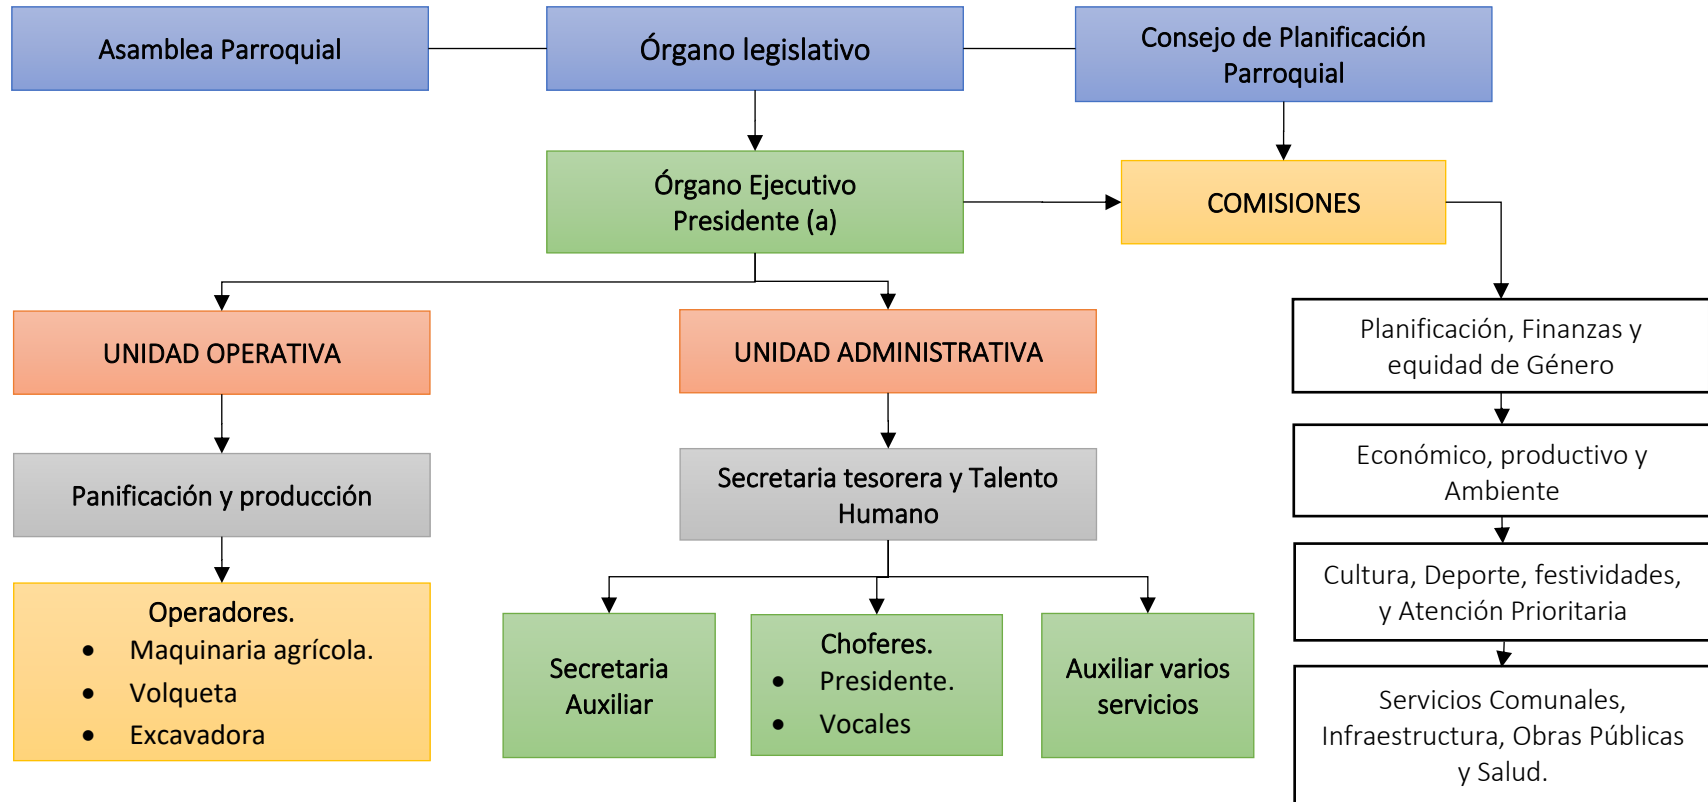 Asamblea Parroquial
Órgano legislativo
Consejo de Planificación
Parroquial
Órgano Ejecutivo
Presidente (a)
COMISIONES
UNIDAD OPERATIVA
UNIDAD ADMINISTRATIVA
Planificación, Finanzas y
equidad de Género
Panificación y producción
Secretaria tesorera y Talento
Humano
Económico, productivo y
Ambiente
Cultura, Deporte, festividades,
y Atención Prioritaria
Operadores.
• Maquinaria agrícola.
• Volqueta
• Excavadora
Secretaria
Auxiliar
Choferes.
• Presidente.
• Vocales
Auxiliar varios
servicios
Servicios Comunales,
Infraestructura, Obras Públicas
y Salud.